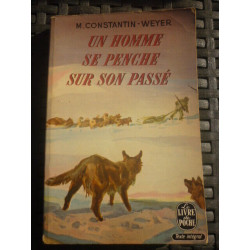 M. CONSTANTIN-WEYER
UN HOMME
SE PENCHE
SUR SON PASSÉ
LE LIVRE
DE POCHE
Texte intégral